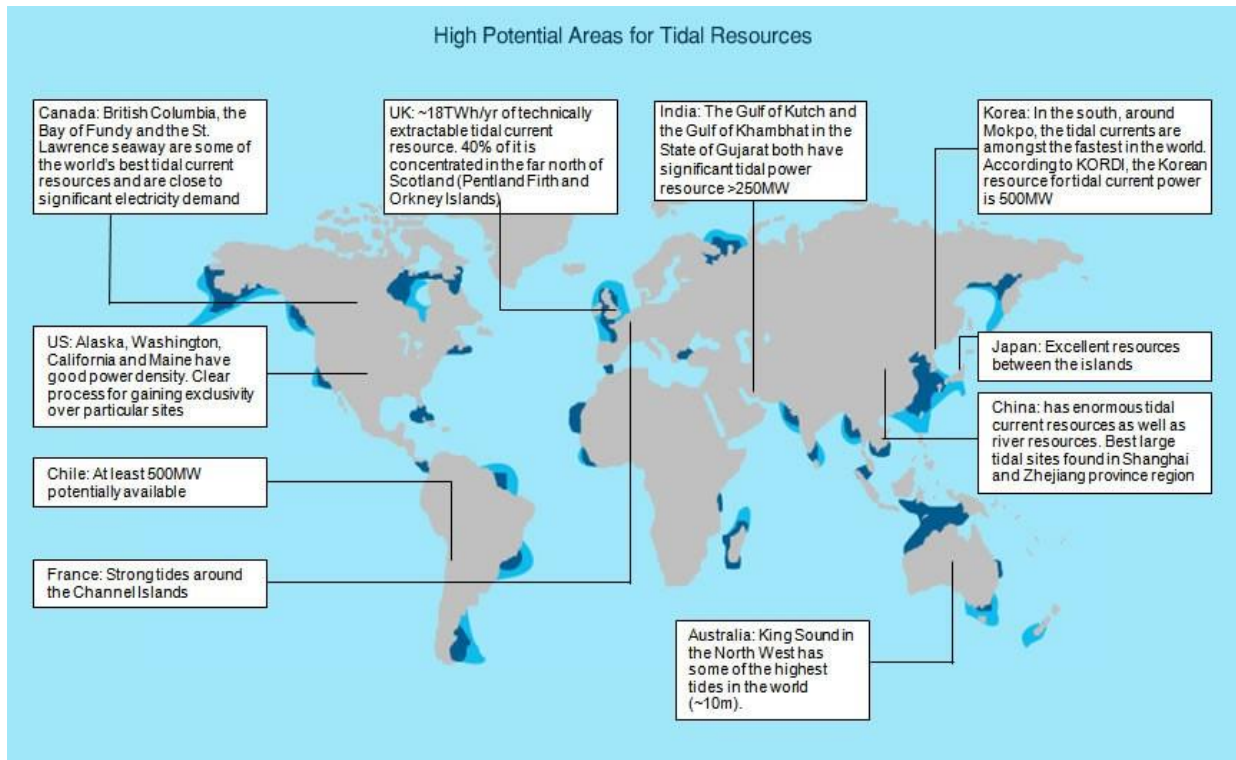 High Potential Areas for Tidal Resources
Canada: British Columbia, the
Bay of Fundy and the St.
Lawrence seaway are some of
the world's best tidal current
resources and are close to
significant electricity demand
UK: ~18TWh/yr of technically
extractable tidal current
resource. 40% of it is
concentrated in the far north of
Scotland (Pentland Firth and
Orkney Islands)
India: The Gulf of Kutch and
the Gulf of Khambhat in the
State of Gujarat both have
significant tidal power
resource >250MW
Korea: In the south, around
Mokpo, the tidal currents are
amongst the fastest in the world.
According to KORDI, the Korean
resource for tidal current power
is 500MW
US: Alaska, Washington,
California and Maine have
good power density. Clear
process for gaining exclusivity
over particular sites
Japan: Excellent resources
between the islands
China: has enormous tidal
current resources as well as
river resources. Best large
tidal sites found in Shanghai
and Zhejiang province region
Chile: At least 500MW
potentially available
France: Strong tides around
the Channel Islands
Australia: King Sound in
the North West has
some of the highest
tides in the world
(~10m).